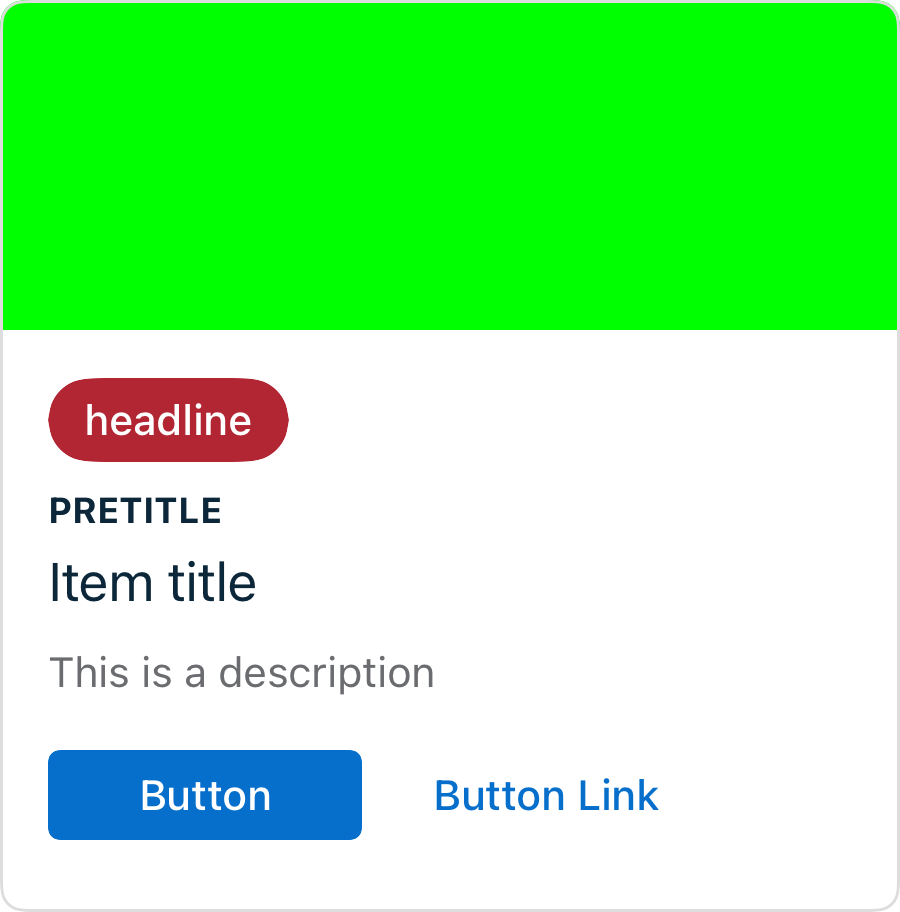 headline
PRETITLE
Item title
This is a description
Button Button Link